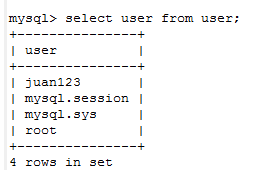 mysql> select user from user;
+---------------+
| user          |
+---------------+
| juan123       |
| mysql.session |
| mysql.sys     |
| root          |
+---------------+
4 rows in set